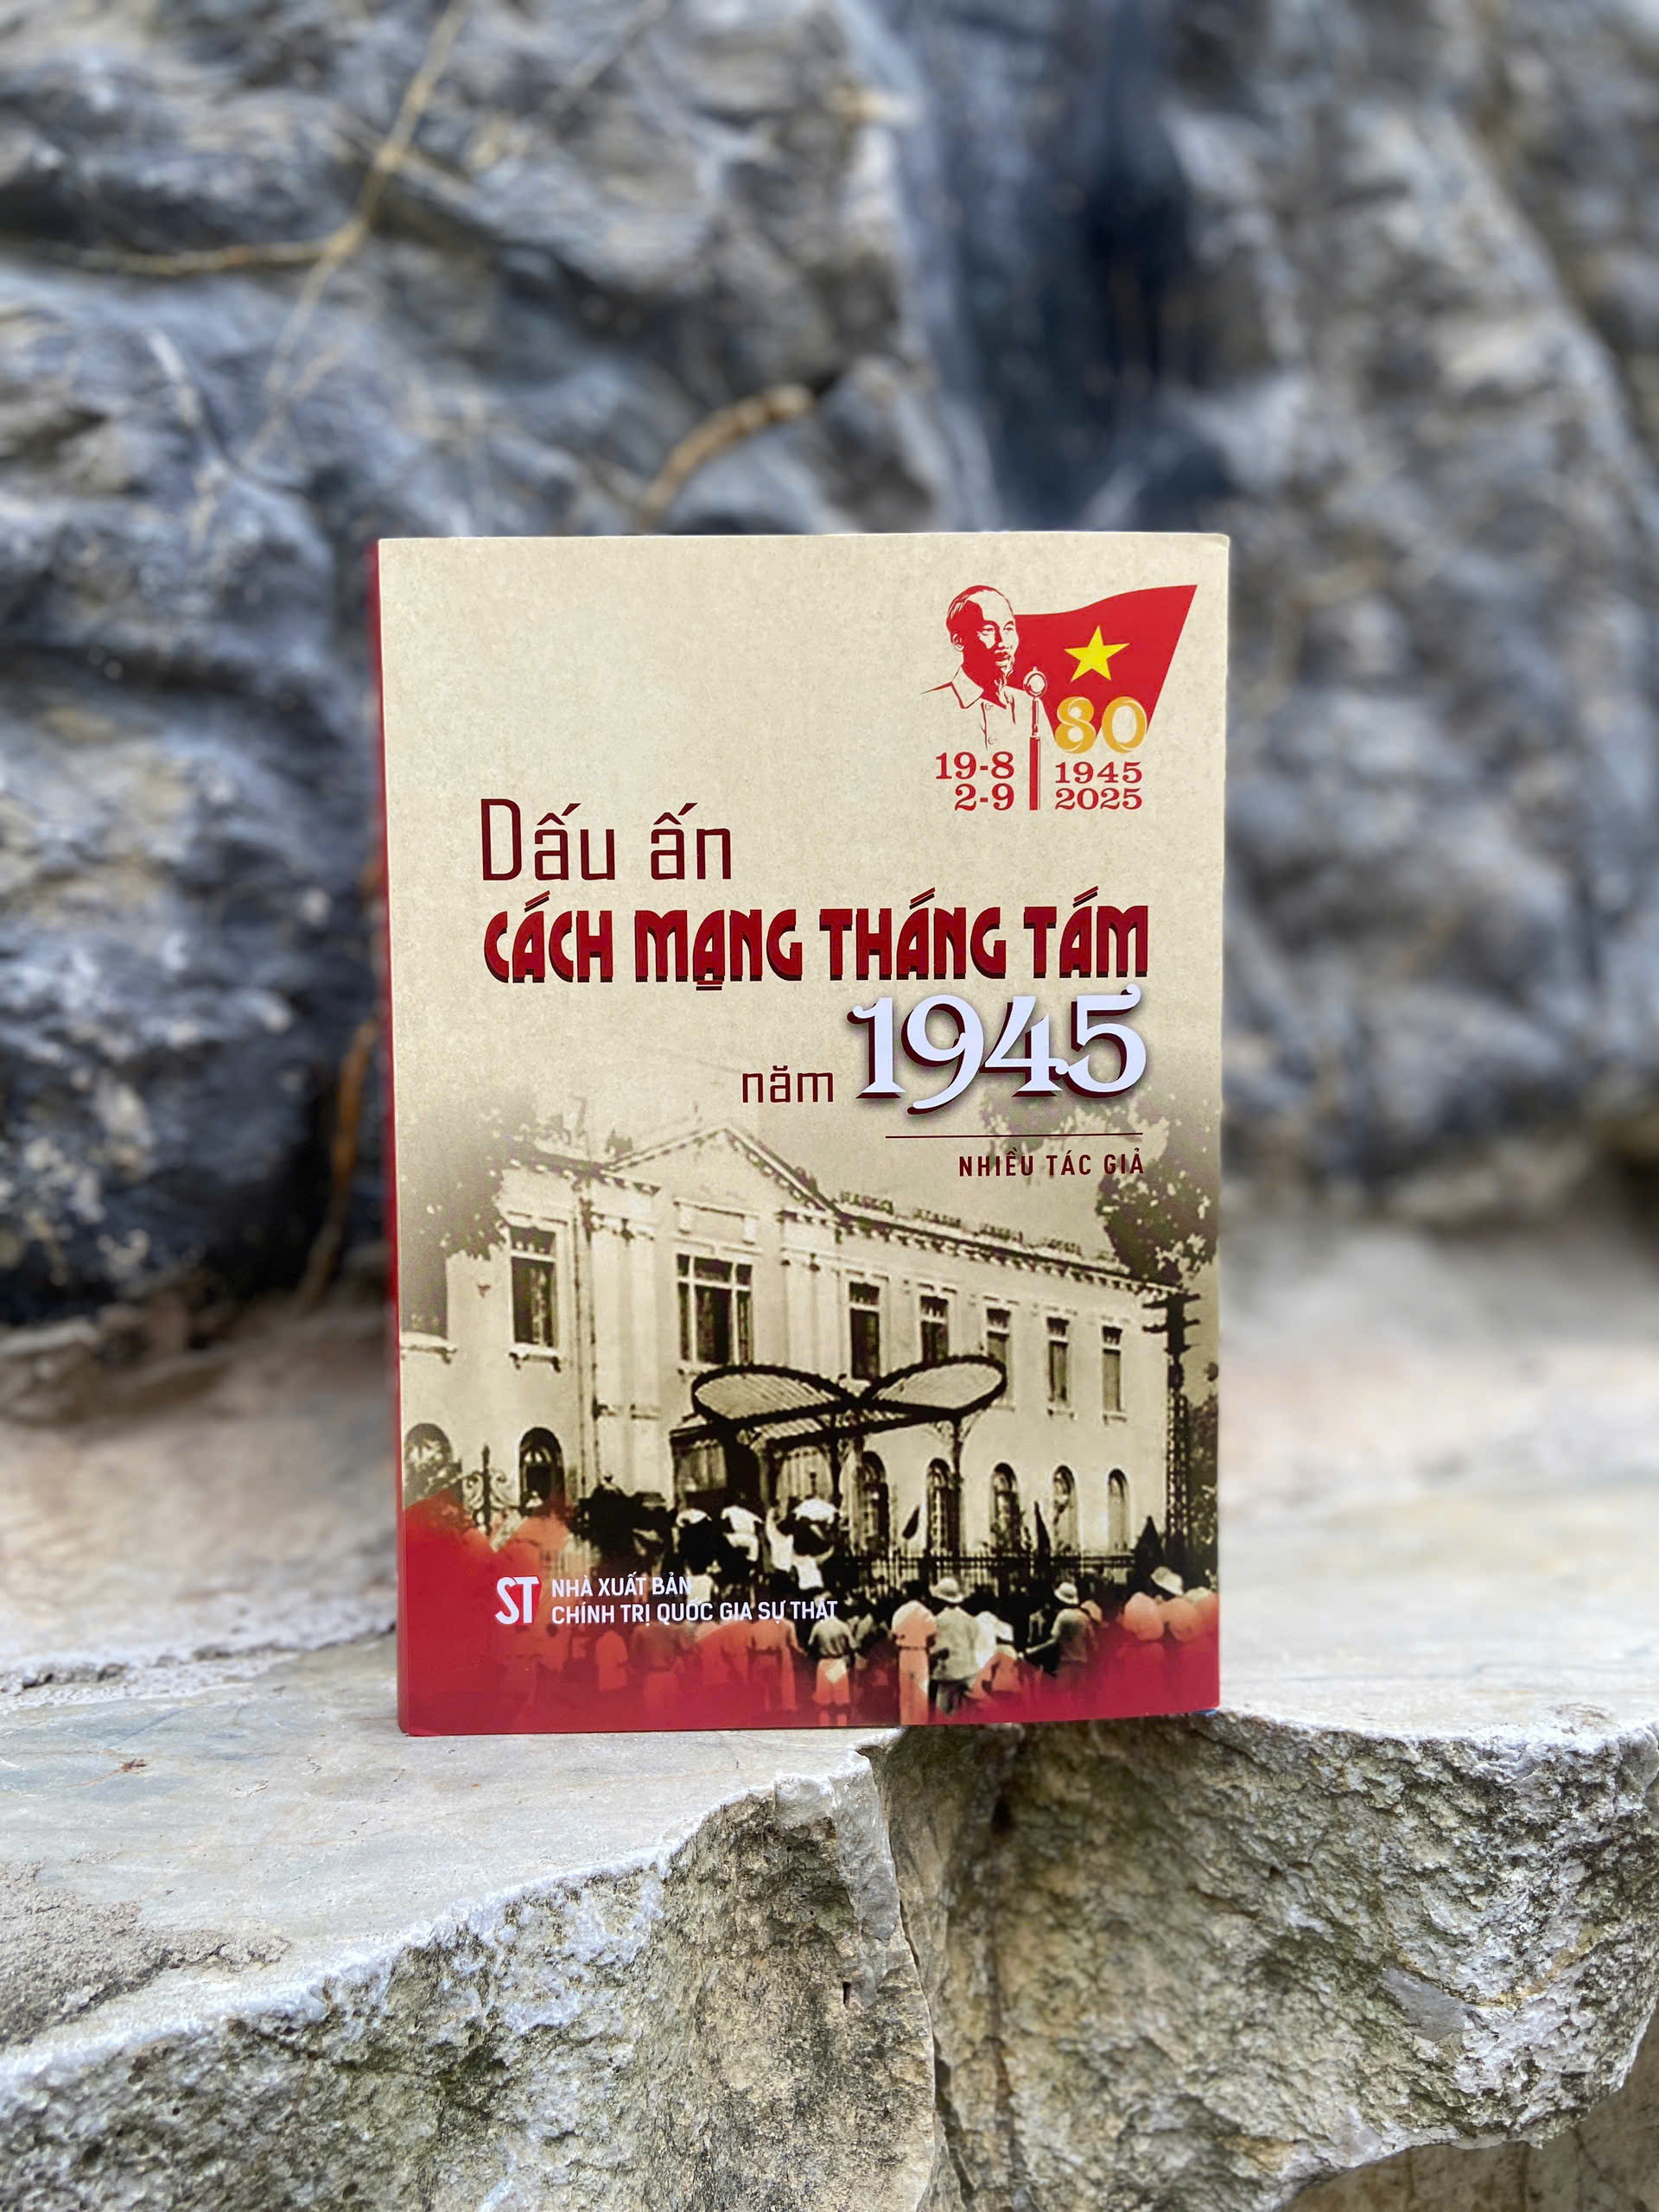 80
19-8 1945
2-9 2025
Dấu ấn
CÁCH MẠNG THÁNG TÁM
năm 1945
NHIỀU TÁC GIẢ
ST NHÀ XUẤT BẢN
CHÍNH TRỊ QUỐC GIA SỰ THẬT